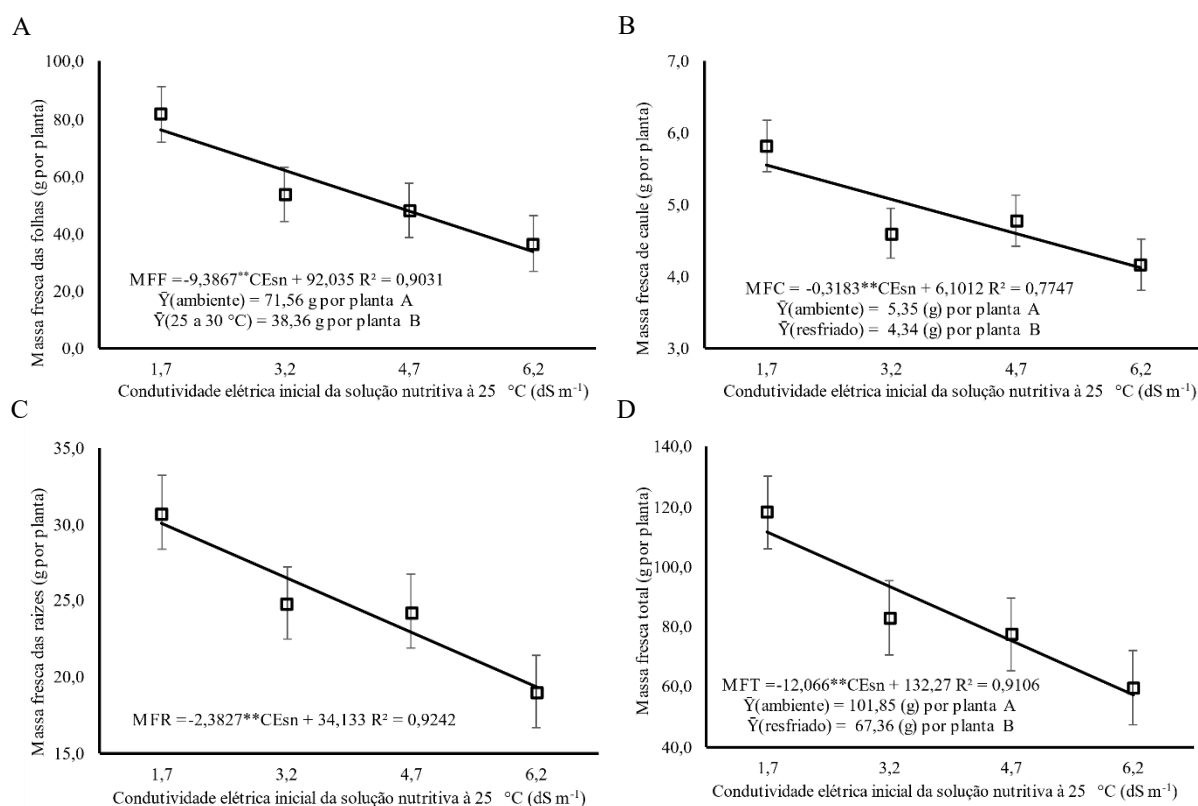 A
Massa fresca das folhas (g por planta)
100,0
80,0
60,0
40,0
20,0
0,0
MFF =-9,3867**CEsn + 92,035 R² = 0,9031
Ȳ(ambiente) = 71,56 g por planta A
Ȳ(25 a 30 °C) = 38,36 g por planta B
1,7 3,2 4,7 6,2
Condutividade elétrica inicial da solução nutritiva à 25 °C (dS m⁻¹)
B
Massa fresca de caule (g por planta)
7,0
6,0
5,0
4,0
3,0
MFC = -0,3183**CEsn + 6,1012 R² = 0,7747
Ȳ(ambiente) = 5,35 (g) por planta A
Ȳ(resfriado) = 4,34 (g) por planta B
1,7 3,2 4,7 6,2
Condutividade elétrica inicial da solução nutritiva à 25 °C (dS m⁻¹)
C
Massa fresca das raizes (g por planta)
35,0
30,0
25,0
20,0
15,0
MFR =-2,3827**CEsn + 34,133 R² = 0,9242
1,7 3,2 4,7 6,2
Condutividade elétrica inicial da solução nutritiva à 25 °C (dS m⁻¹)
D
Massa fresca total (g por planta)
140,0
120,0
100,0
80,0
60,0
40,0
MFT =-12,066**CEsn + 132,27 R² = 0,9106
Ȳ(ambiente) = 101,85 (g) por planta A
Ȳ(resfriado) = 67,36 (g) por planta B
1,7 3,2 4,7 6,2
Condutividade elétrica inicial da solução nutritiva à 25 °C (dS m⁻¹)